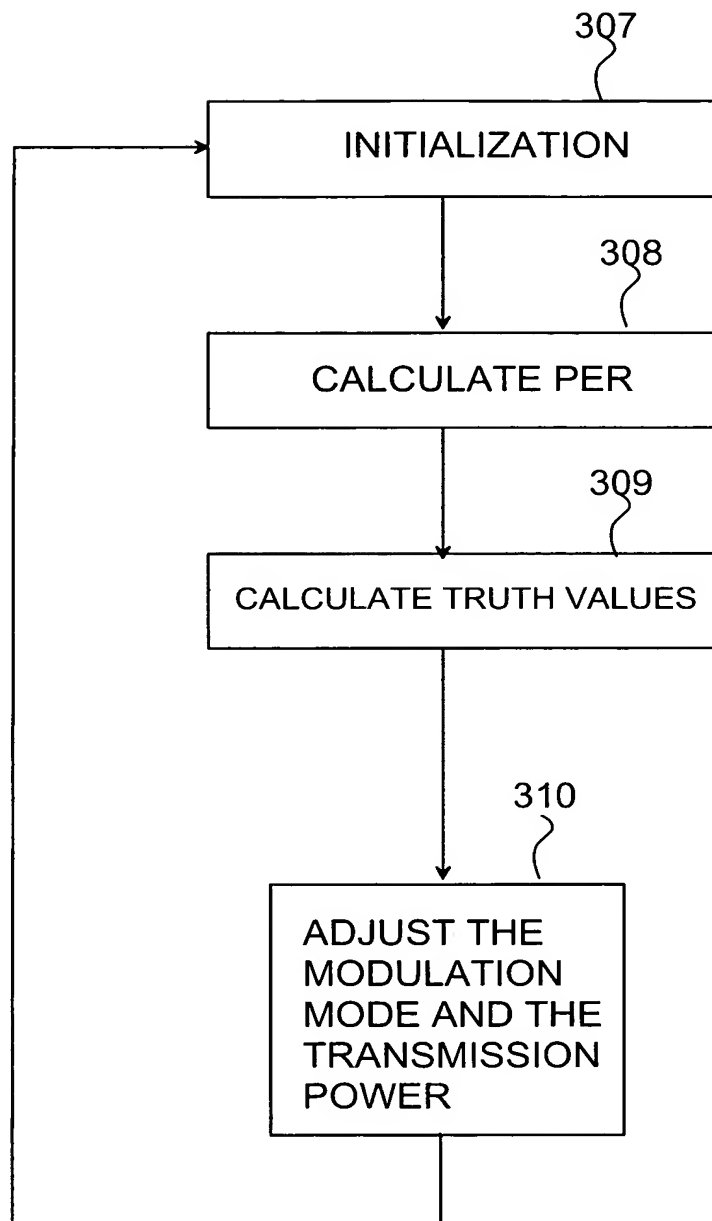 307
INITIALIZATION
308
CALCULATE PER
309
CALCULATE TRUTH VALUES
310
ADJUST THE
MODULATION
MODE AND THE
TRANSMISSION
POWER